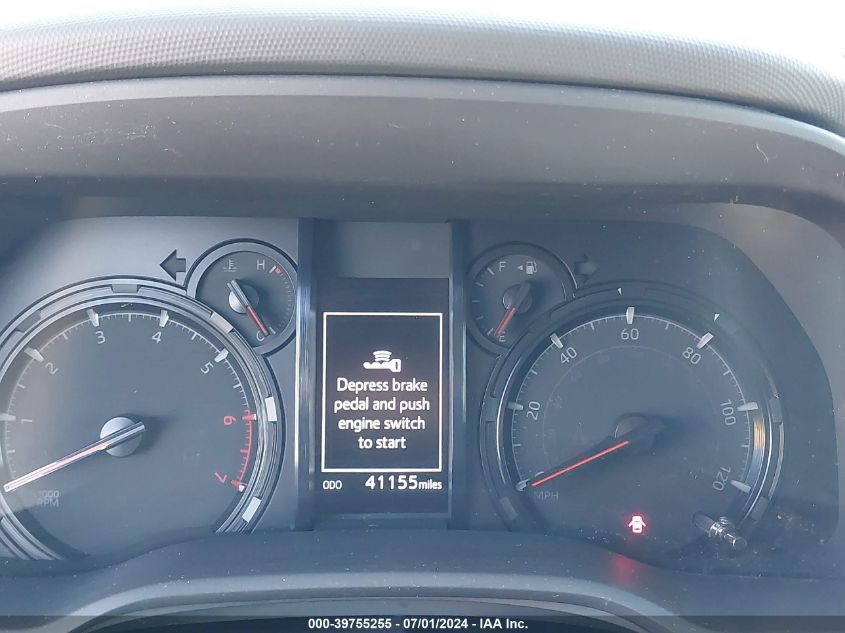 H
C
F
E
1
2
3
4
5
6
7
1000
RPM
Depress brake
pedal and push
engine switch
to start
ODO 41155 miles
20
40
60
80
100
120
MPH
000-39755255 - 07/01/2024 - IAA Inc.